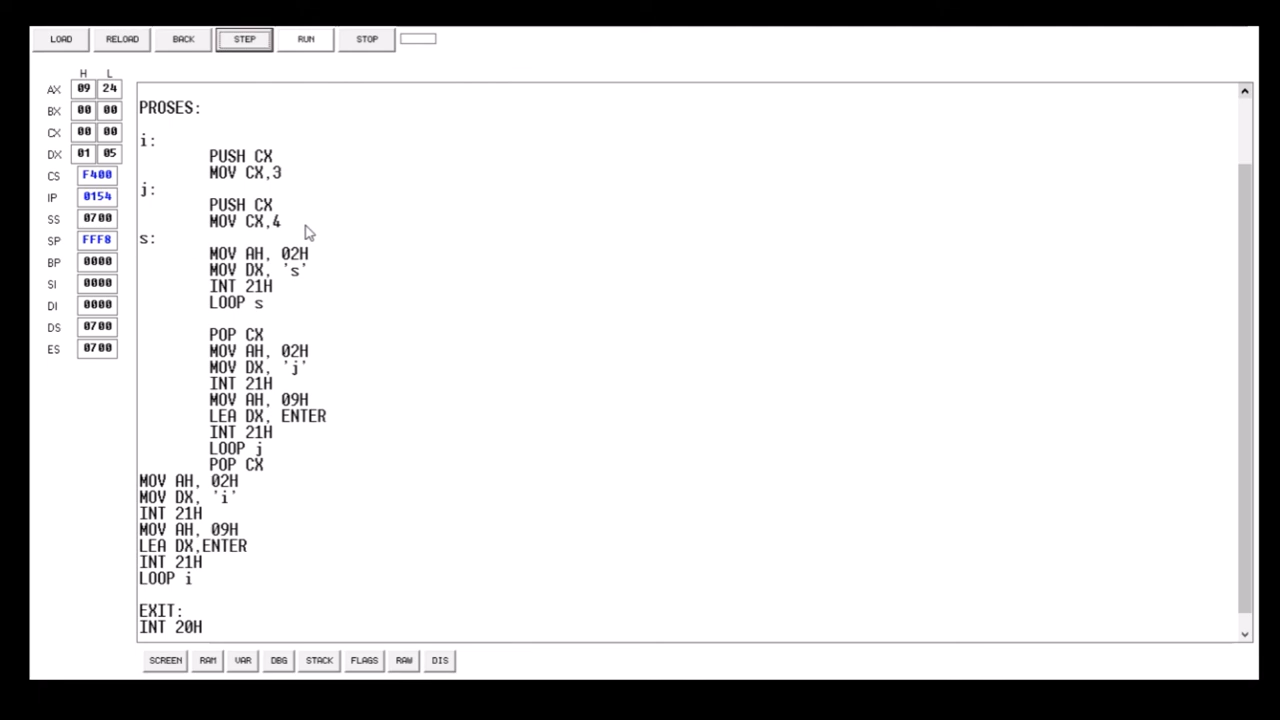 LOAD RELOAD BACK STEP RUN STOP
H L
AX 09 24
BX 00 00
CX 00 00
DX 01 05
CS F400
IP 0154
SS 0700
SP FFF8
BP 0000
SI 0000
DI 0000
DS 0700
ES 0700
PROSES:
i:
PUSH CX
MOV CX,3
j:
PUSH CX
MOV CX,4
s:
MOV AH, 02H
MOV DX, 's'
INT 21H
LOOP s
POP CX
MOV AH, 02H
MOV DX, 'j'
INT 21H
MOV AH, 09H
LEA DX, ENTER
INT 21H
LOOP j
POP CX
MOV AH, 02H
MOV DX, 'i'
INT 21H
MOV AH, 09H
LEA DX,ENTER
INT 21H
LOOP i
EXIT:
INT 20H
SCREEN RAM VAR DBG STACK FLAGS RAW DIS